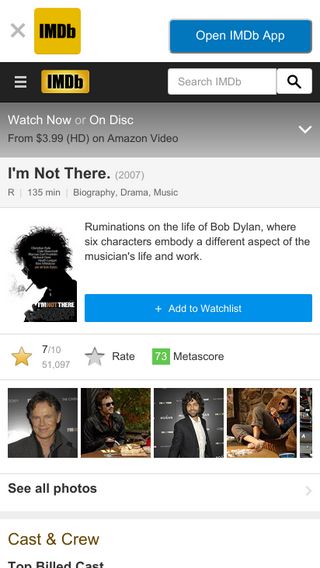 IMDb
Open IMDb App
IMDb
Search IMDb
Watch Now or On Disc
From $3.99 (HD) on Amazon Video
I'm Not There. (2007)
R | 135 min | Biography, Drama, Music
Ruminations on the life of Bob Dylan, where
six characters embody a different aspect of the
musician's life and work.
I'M NOT THERE
+ Add to Watchlist
7/10
51,097
Rate
73 Metascore
See all photos
Cast & Crew
Top Billed Cast